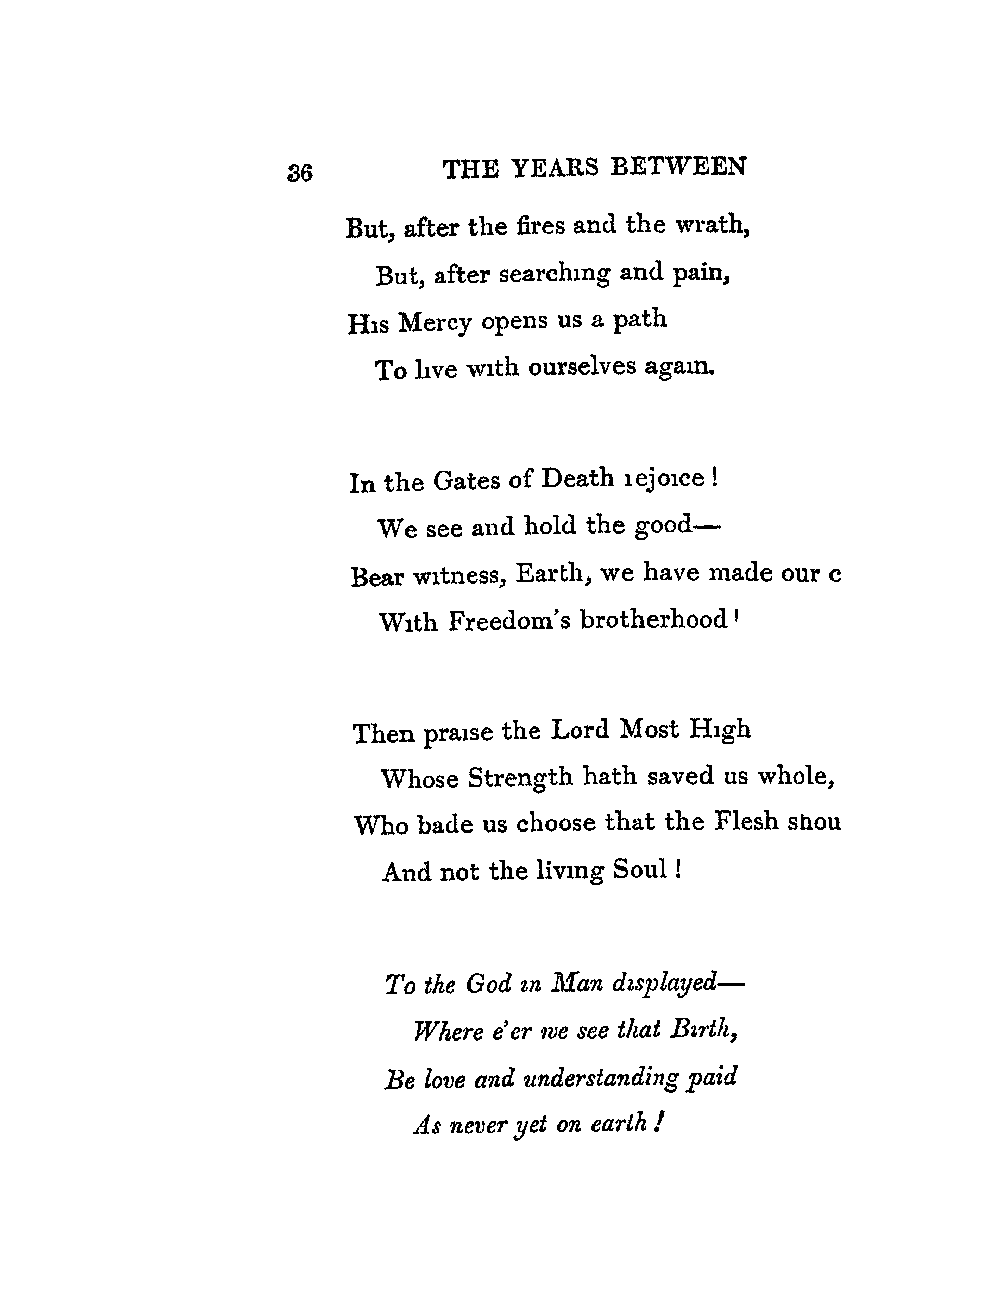 36 THE YEARS BETWEEN
But, after the fires and the wrath,
But, after searching and pain,
His Mercy opens us a path
To live with ourselves again.
In the Gates of Death rejoice !
We see and hold the good—
Bear witness, Earth, we have made our c
With Freedom's brotherhood !
Then praise the Lord Most High
Whose Strength hath saved us whole,
Who bade us choose that the Flesh shou
And not the living Soul !
To the God in Man displayed—
Where e'er we see that Birth,
Be love and understanding paid
As never yet on earth !